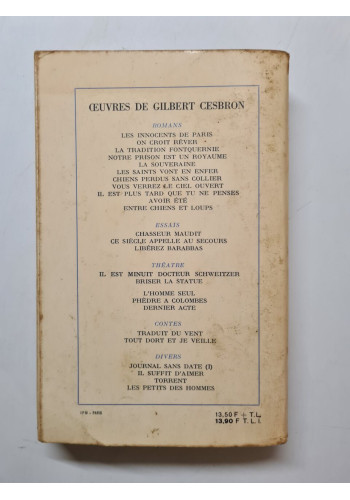 ŒUVRES DE GILBERT CESBRON
ROMANS
LES INNOCENTS DE PARIS
ON CROIT RÊVER
LA TRADITION FONTQUERNIE
NOTRE PRISON EST UN ROYAUME
LA SOUVERAINE
LES SAINTS VONT EN ENFER
CHIENS PERDUS SANS COLLIER
VOUS VERREZ LE CIEL OUVERT
IL EST PLUS TARD QUE TU NE PENSES
AVOIR ÉTÉ
ENTRE CHIENS ET LOUPS
ESSAIS
CHASSEUR MAUDIT
CE SIÈCLE APPELLE AU SECOURS
LIBÉREZ BARABBAS
THÉATRE
IL EST MINUIT DOCTEUR SCHWEITZER
BRISER LA STATUE
L'HOMME SEUL
PHÈDRE A COLOMBES
DERNIER ACTE
CONTES
TRADUIT DU VENT
TOUT DORT ET JE VEILLE
DIVERS
JOURNAL SANS DATE (I)
IL SUFFIT D'AIMER
TORRENT
LES PETITS DES HOMMES
PARIS
13,50 F + T.L.
13,90 F T.L.I.